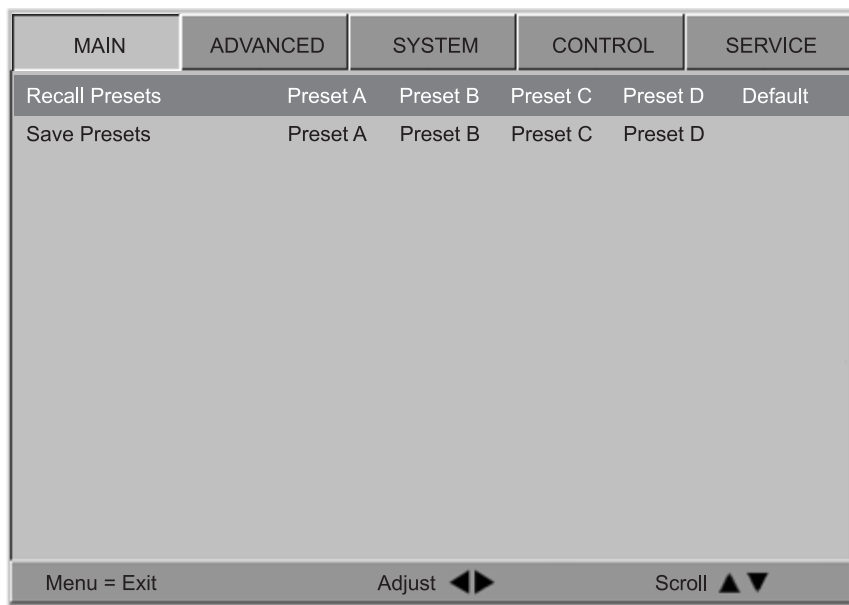 MAIN ADVANCED SYSTEM CONTROL SERVICE
Recall Presets Preset A Preset B Preset C Preset D Default
Save Presets Preset A Preset B Preset C Preset D
Menu = Exit Adjust ◀▶ Scroll ▲▼